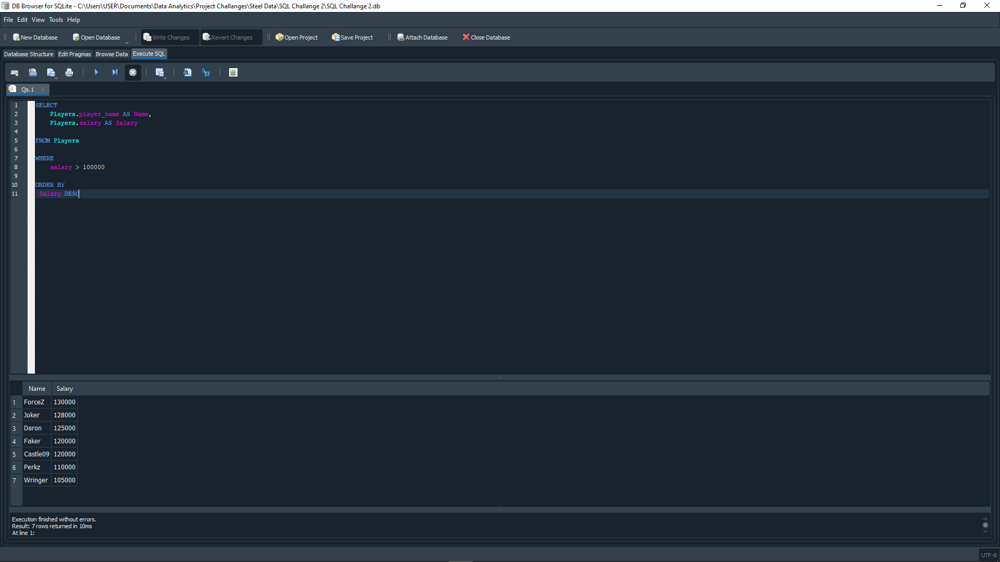 DB Browser for SQLite - C:\Users\USER\Documents\Data Analytics\Project Challanges\Steel Data\SQL Challange 2\SQL Challange 2.db
File Edit View Tools Help
New Database Open Database Write Changes Revert Changes Open Project Save Project Attach Database Close Database
Database Structure Edit Pragmas Browse Data Execute SQL
Qs.1
1 SELECT
2 Players.player_name AS Name,
3 Players.salary AS Salary
4
5 FROM Players
6
7 WHERE
8 salary > 100000
9
10 ORDER BY
11 Salary DESC
Name Salary
1 ForceZ 130000
2 Joker 128000
3 Daron 125000
4 Faker 120000
5 Castle09 120000
6 Perkz 110000
7 Wringer 105000
Execution finished without errors.
Result: 7 rows returned in 10ms
At line 1:
UTF-8